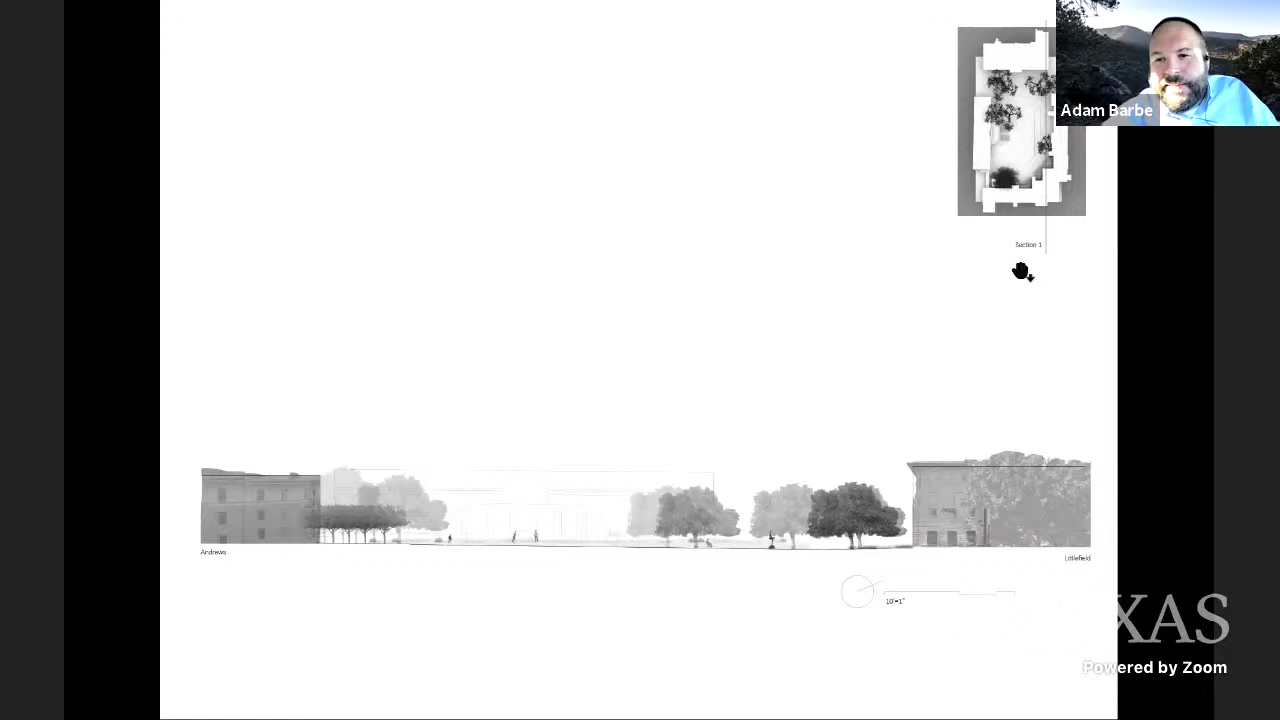 Adam Barbe
Section 1
Andrews
Littlefield
10'=1"
XAS
Powered by Zoom